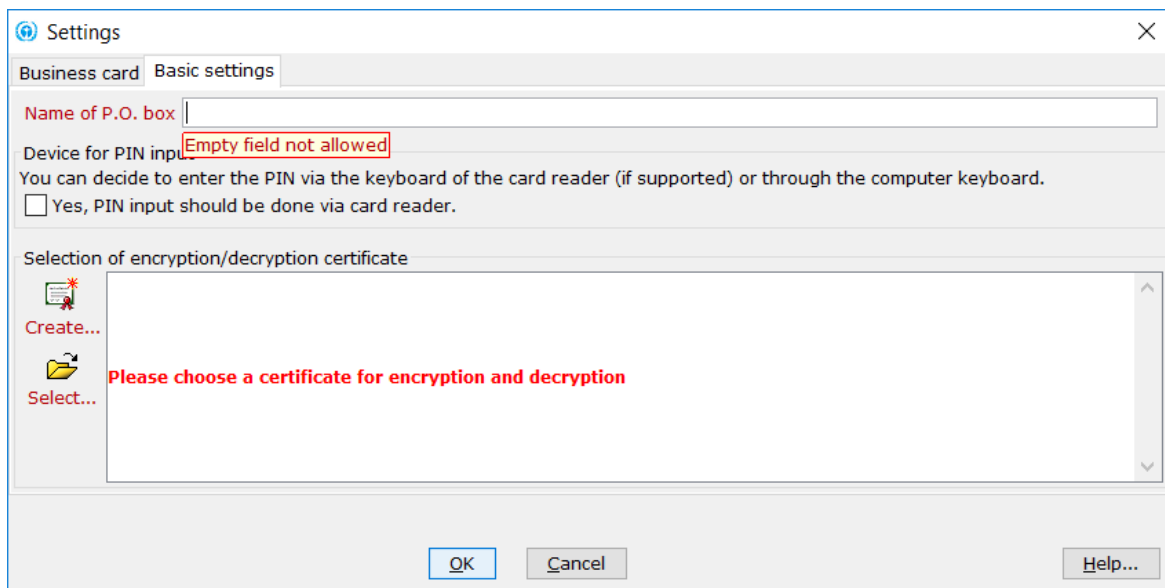 Settings
Business card Basic settings
Name of P.O. box
Empty field not allowed
Device for PIN input
You can decide to enter the PIN via the keyboard of the card reader (if supported) or through the computer keyboard.
Yes, PIN input should be done via card reader.
Selection of encryption/decryption certificate
Create...
Please choose a certificate for encryption and decryption
Select...
OK Cancel Help...